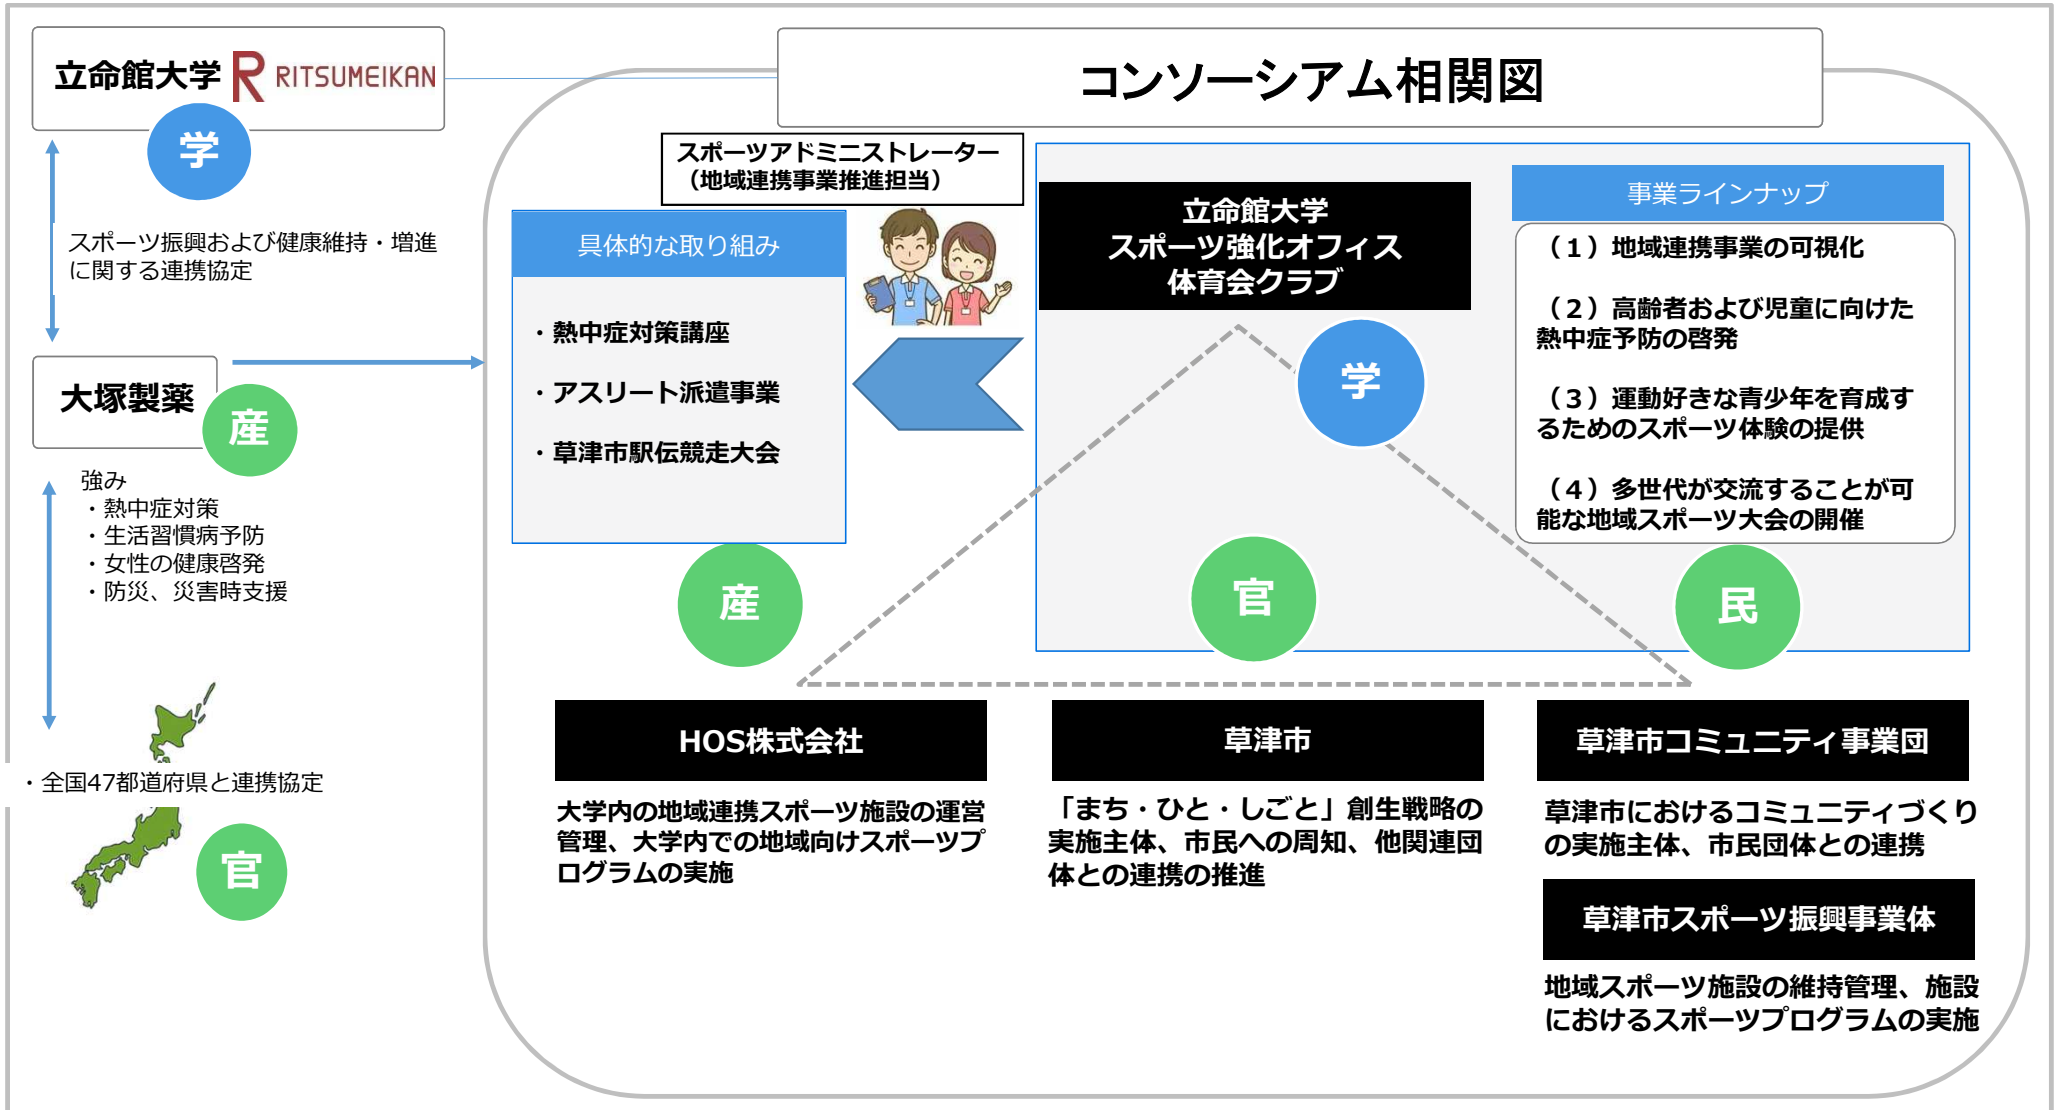 立命館大学 RITSUMEIKAN
学
スポーツ振興および健康維持・増進
に関する連携協定
大塚製薬
産
強み
・熱中症対策
・生活習慣病予防
・女性の健康啓発
・防災、災害時支援
・全国47都道府県と連携協定
官
コンソーシアム相関図
スポーツアドミニストレーター
（地域連携事業推進担当）
具体的な取り組み
・熱中症対策講座
・アスリート派遣事業
・草津市駅伝競走大会
立命館大学
スポーツ強化オフィス
体育会クラブ
学
事業ラインナップ
（１）地域連携事業の可視化
（２）高齢者および児童に向けた
熱中症予防の啓発
（３）運動好きな青少年を育成す
るためのスポーツ体験の提供
（４）多世代が交流することが可
能な地域スポーツ大会の開催
産
官
民
HOS株式会社
大学内の地域連携スポーツ施設の運営
管理、大学内での地域向けスポーツプ
ログラムの実施
草津市
「まち・ひと・しごと」創生戦略の
実施主体、市民への周知、他関連団
体との連携の推進
草津市コミュニティ事業団
草津市におけるコミュニティづくり
の実施主体、市民団体との連携
草津市スポーツ振興事業体
地域スポーツ施設の維持管理、施設
におけるスポーツプログラムの実施